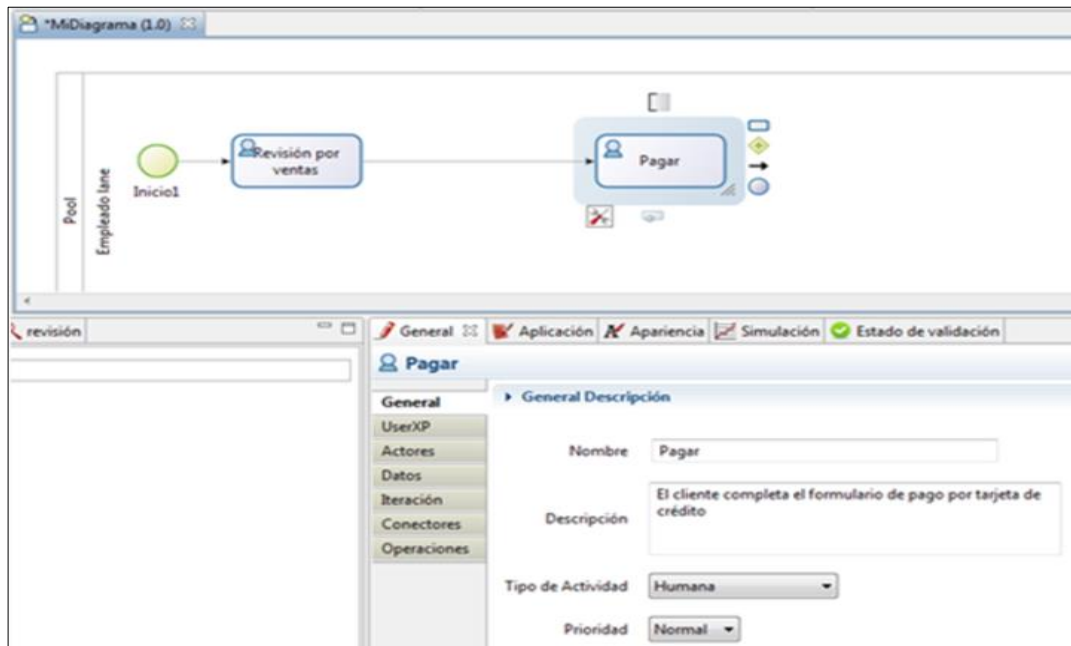 *MiDiagrama (1.0)
Pool
Empleado lane
Inicio1
Revisión por
ventas
Pagar
revisión
General
Aplicación
Apariencia
Simulación
Estado de validación
Pagar
General
UserXP
Actores
Datos
Iteración
Conectores
Operaciones
General Descripción
Nombre
Pagar
Descripción
El cliente completa el formulario de pago por tarjeta de
crédito
Tipo de Actividad
Humana
Prioridad
Normal